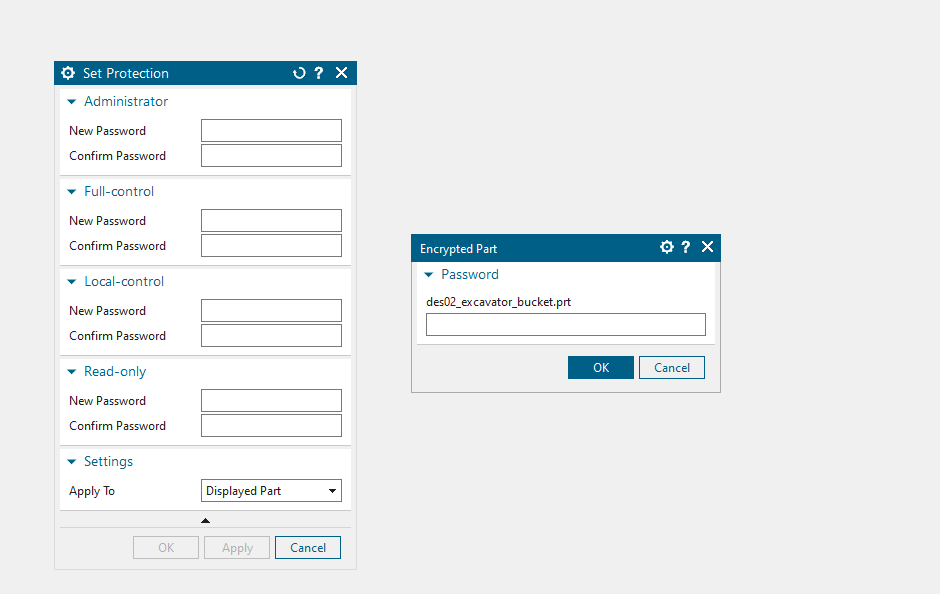 Set Protection
Administrator
New Password
Confirm Password
Full-control
New Password
Confirm Password
Local-control
New Password
Confirm Password
Read-only
New Password
Confirm Password
Settings
Apply To Displayed Part
OK Apply Cancel
Encrypted Part
Password
des02_excavator_bucket.prt
OK Cancel